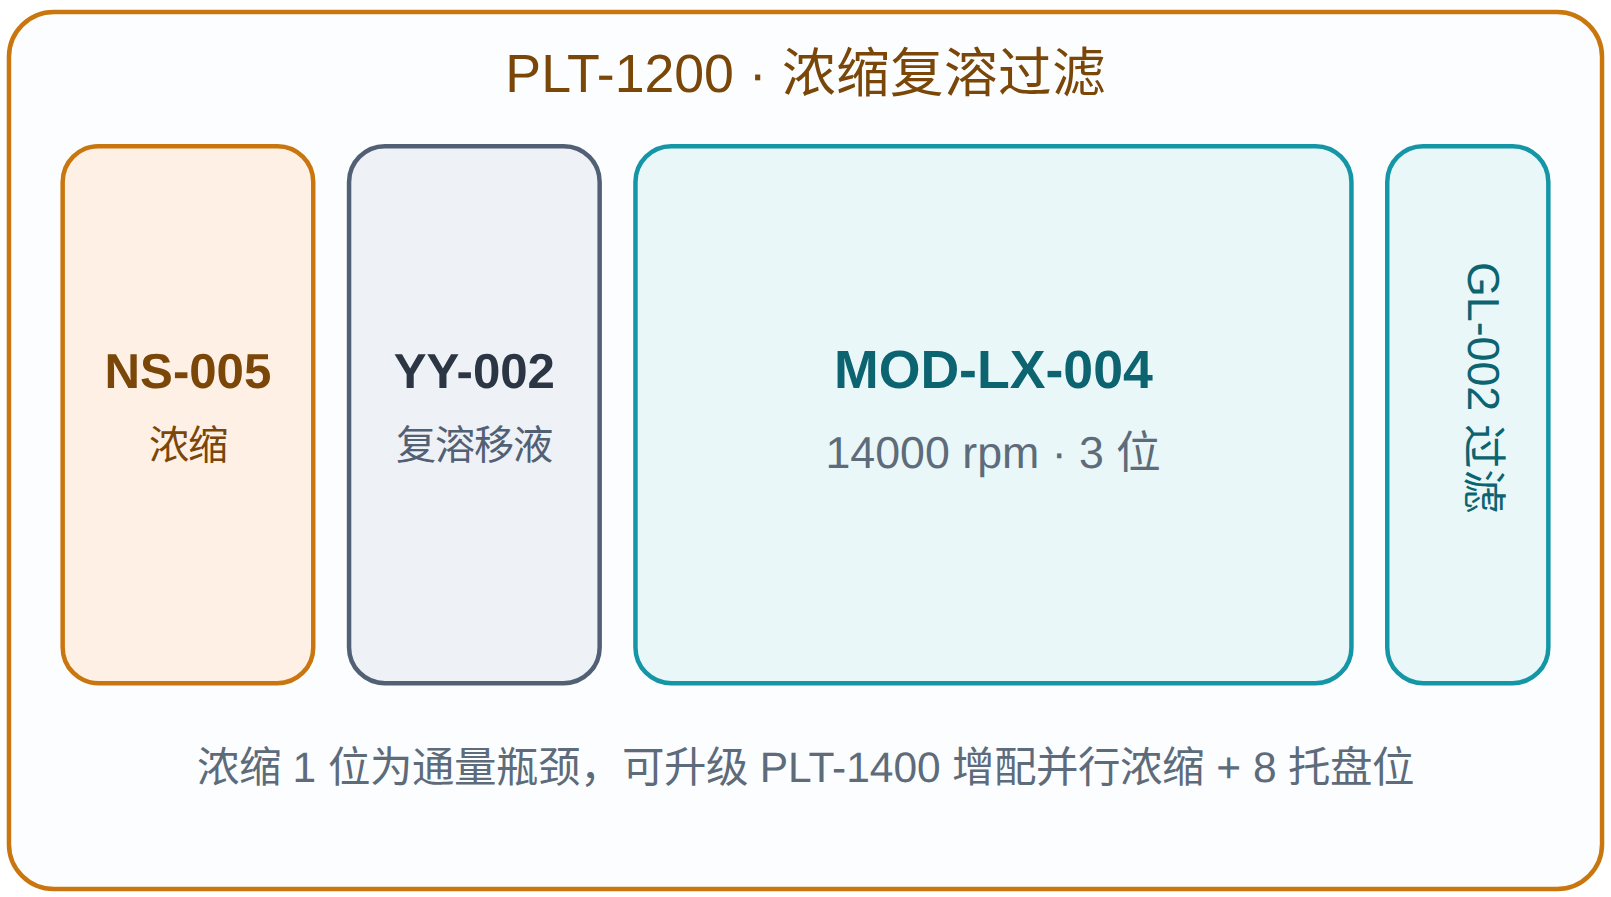 PLT-1200 · 浓缩复溶过滤
NS-005
浓缩
YY-002
复溶移液
MOD-LX-004
14000 rpm · 3 位
GL-002 过滤
浓缩 1 位为通量瓶颈，可升级 PLT-1400 增配并行浓缩 + 8 托盘位